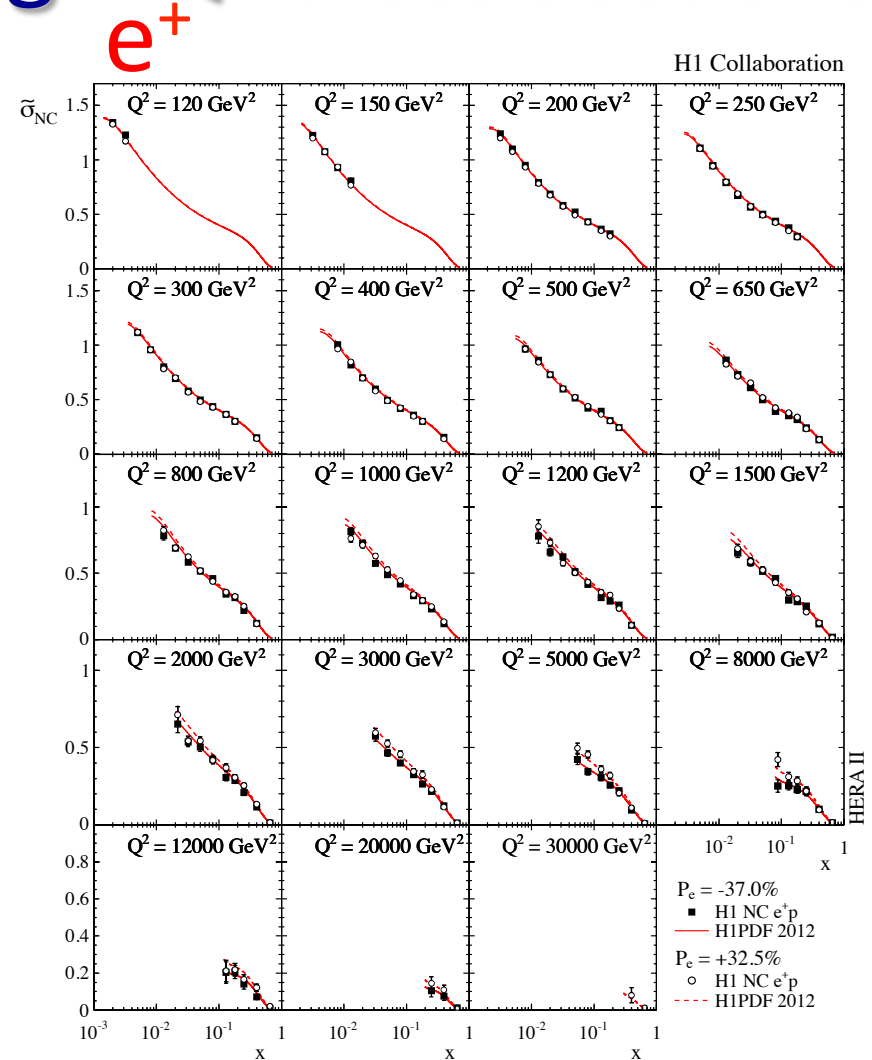 e+
H1 Collaboration
σ̃NC
Q² = 120 GeV²
Q² = 150 GeV²
Q² = 200 GeV²
Q² = 250 GeV²
1.5
1
0.5
0
Q² = 300 GeV²
Q² = 400 GeV²
Q² = 500 GeV²
Q² = 650 GeV²
1.5
1
0.5
0
Q² = 800 GeV²
Q² = 1000 GeV²
Q² = 1200 GeV²
Q² = 1500 GeV²
1
0.5
0
Q² = 2000 GeV²
Q² = 3000 GeV²
Q² = 5000 GeV²
Q² = 8000 GeV²
1
0.5
0
HERA II
10⁻² 10⁻¹ 1
x
Q² = 12000 GeV²
Q² = 20000 GeV²
Q² = 30000 GeV²
0.8
0.6
0.4
0.2
0
10⁻³ 10⁻² 10⁻¹ 1
x
10⁻² 10⁻¹ 1
x
10⁻² 10⁻¹ 1
x
Pe = -37.0%
H1 NC e+p
H1PDF 2012
Pe = +32.5%
H1 NC e+p
H1PDF 2012